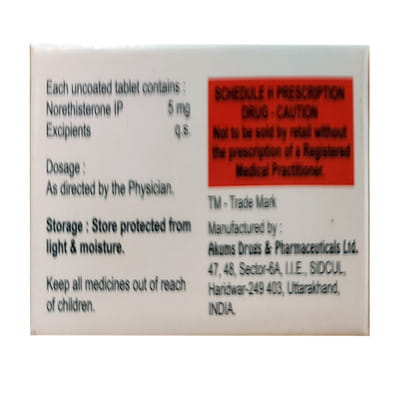 Each uncoated tablet contains :
Norethisterone IP 5 mg
Excipients q.s.
Dosage :
As directed by the Physician.
Storage : Store protected from
light & moisture.
Keep all medicines out of reach
of children.
SCHEDULE H PRESCRIPTION
DRUG - CAUTION
Not to be sold by retail without
the prescription of a Registered
Medical Practitioner.
TM - Trade Mark
Manufactured by :
Akums Drugs & Pharmaceuticals Ltd.
47, 48, Sector-6A, I.I.E., SIDCUL,
Haridwar-249 403, Uttarakhand,
INDIA.